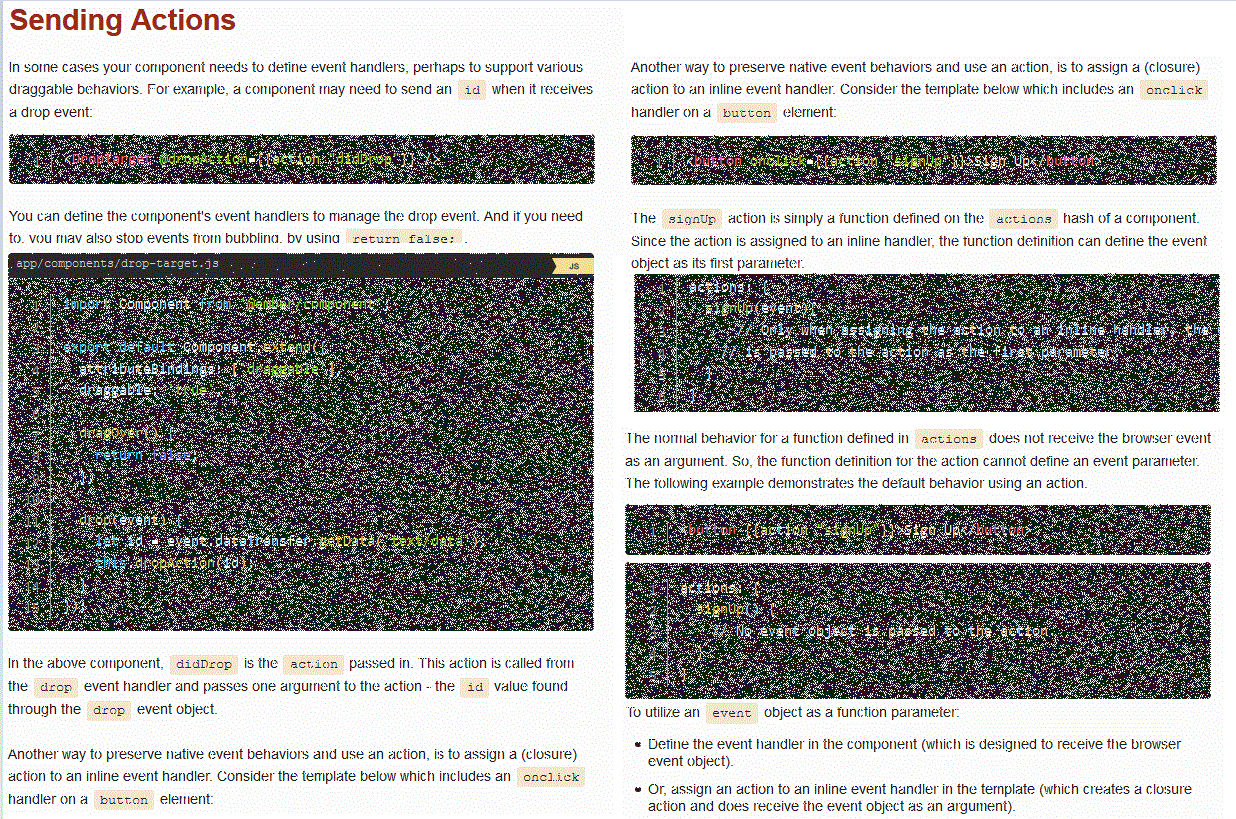 Sending Actions
In some cases your component needs to define event handlers, perhaps to support various
draggable behaviors. For example, a component may need to send an id when it receives
a drop event:
<DropTarget @dropAction={{action "didDrop"}} />
You can define the component's event handlers to manage the drop event. And if you need
to, you may also stop events from bubbling, by using return false; .
app/components/drop-target.js
JS
import Component from '@ember/component';
export default Component.extend({
attributeBindings: ['draggable'],
draggable: 'true',
dragOver() {
return false;
},
drop(event) {
let id = event.dataTransfer.getData('text/data');
this.dropAction(id);
}
});
In the above component, didDrop is the action passed in. This action is called from
the drop event handler and passes one argument to the action - the id value found
through the drop event object.
Another way to preserve native event behaviors and use an action, is to assign a (closure)
action to an inline event handler. Consider the template below which includes an onclick
handler on a button element:
Another way to preserve native event behaviors and use an action, is to assign a (closure)
action to an inline event handler. Consider the template below which includes an onclick
handler on a button element:
<button onclick={{action "signUp"}}>Sign Up</button>
The signUp action is simply a function defined on the actions hash of a component.
Since the action is assigned to an inline handler, the function definition can define the event
object as its first parameter.
actions: {
signUp(event){
// Only when assigning the action to an inline handler, the
// is passed to the action as the first parameter.
}
}
The normal behavior for a function defined in actions does not receive the browser event
as an argument. So, the function definition for the action cannot define an event parameter.
The following example demonstrates the default behavior using an action.
<button {{action "signUp"}}>Sign Up</button>
actions: {
signUp() {
// No event object is passed to the action.
}
}
To utilize an event object as a function parameter:
• Define the event handler in the component (which is designed to receive the browser
event object).
• Or, assign an action to an inline event handler in the template (which creates a closure
action and does receive the event object as an argument).